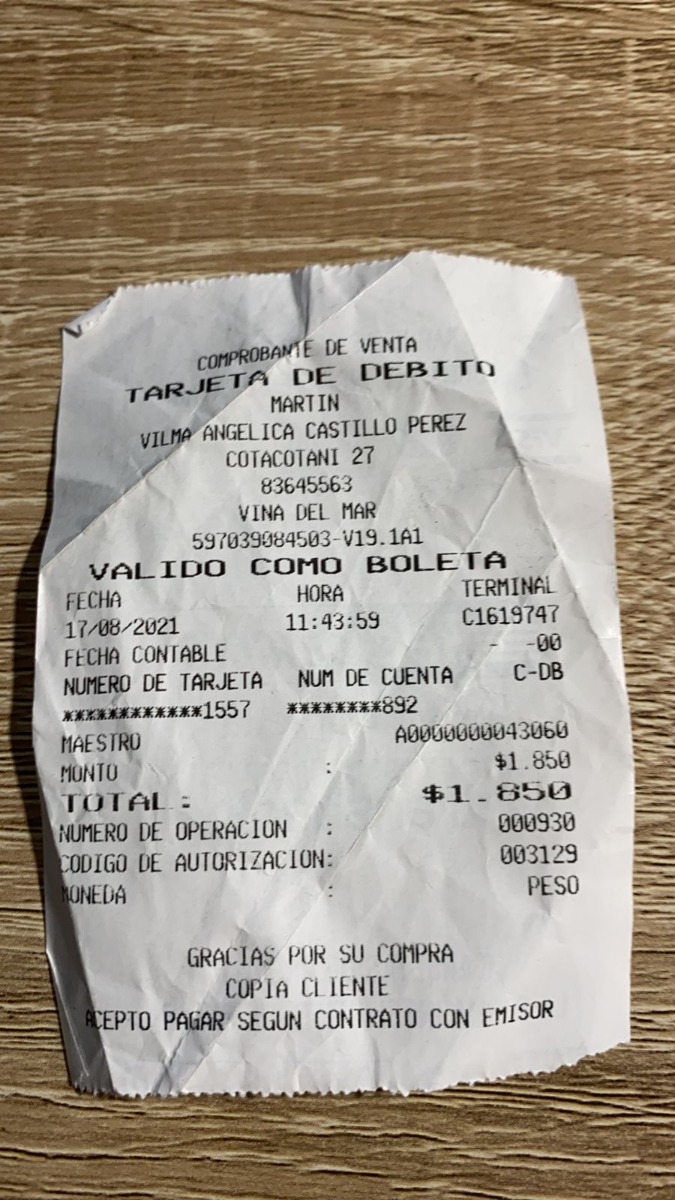 COMPROBANTE DE VENTA
TARJETA DE DEBITO
MARTIN
VILMA ANGELICA CASTILLO PEREZ
COTACOTANI 27
83645563
VINA DEL MAR
597039084503-V19.1A1
VALIDO COMO BOLETA
FECHA HORA TERMINAL
17/08/2021 11:43:59 C1619747
FECHA CONTABLE - -00
NUMERO DE TARJETA NUM DE CUENTA C-DB
************1557 ********892
MAESTRO A0000000043060
MONTO : $1.850
TOTAL: $1.850
NUMERO DE OPERACION : 000930
CODIGO DE AUTORIZACION: 003129
MONEDA : PESO
GRACIAS POR SU COMPRA
COPIA CLIENTE
ACEPTO PAGAR SEGUN CONTRATO CON EMISOR